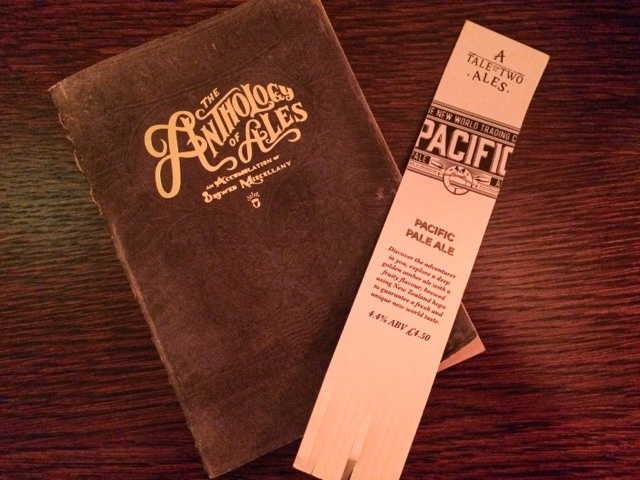 THE
ANTHOLOGY
OF ALES
AN ACCUMULATION OF
BREWED MISCELLANY
A
TALE OF TWO
ALES.
E NEW WORLD TRADING C
PACIFIC
ALE
PACIFIC
PALE ALE
Discover the adventurer
in you, explore a deep
golden amber ale with a
fruity flavour; brewed
using New Zealand hops
to guarantee a fresh and
unique new world taste.
4.4% ABV £4.50